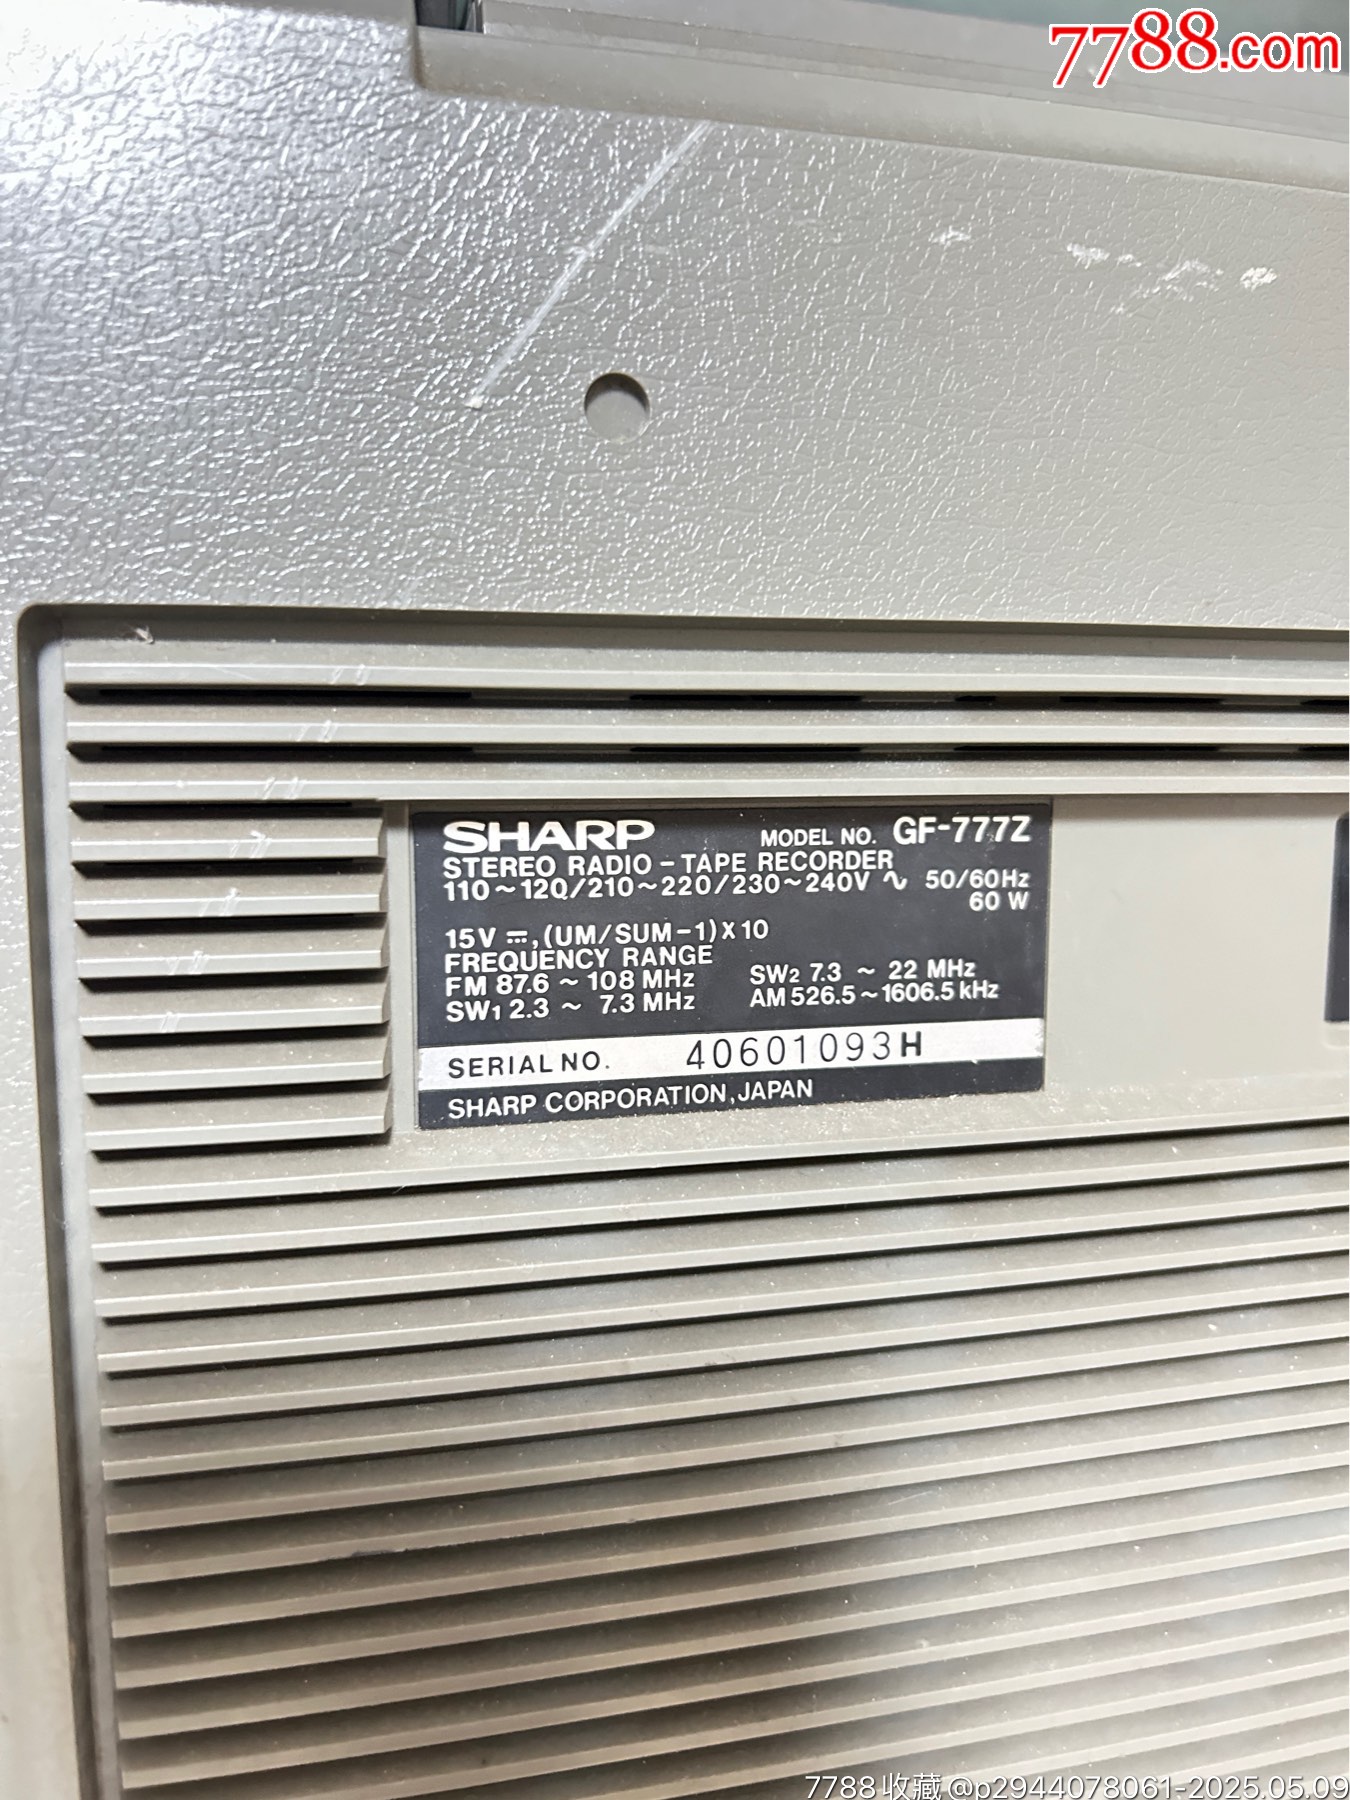 7788.com
SHARP MODEL NO. GF-777Z
STEREO RADIO-TAPE RECORDER
110~120/210~220/230~240V ∿ 50/60Hz
60 W
15V ⎓, (UM/SUM-1)X10
FREQUENCY RANGE
FM 87.6 ~ 108 MHz SW2 7.3 ~ 22 MHz
SW1 2.3 ~ 7.3 MHz AM 526.5~1606.5 kHz
SERIAL NO. 40601093H
SHARP CORPORATION, JAPAN
7788收藏@p2944078061-2025.05.09